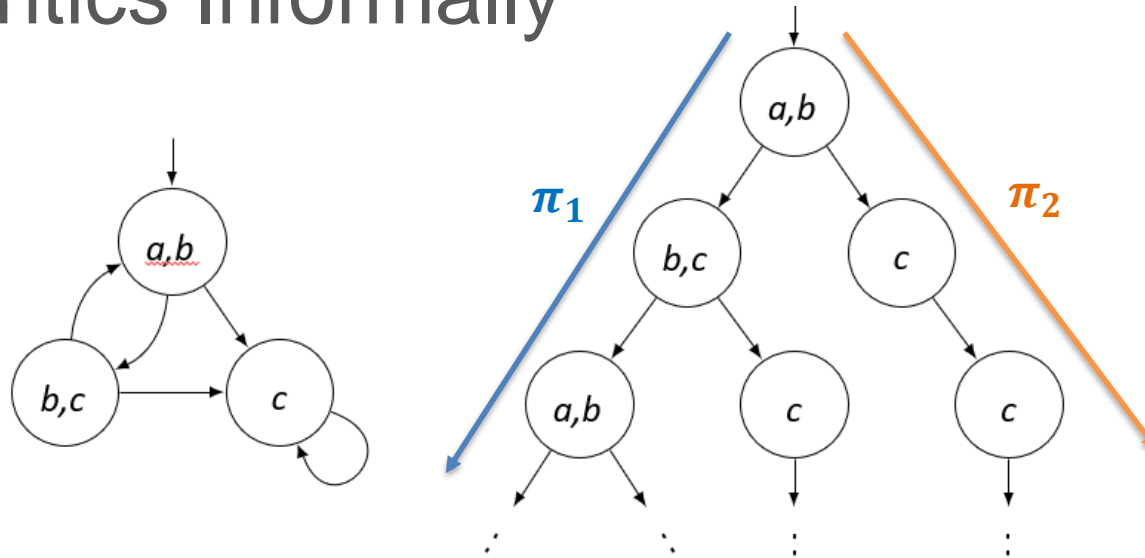 ntics Informally
a,b
π₁
π₂
a,b
b,c
c
b,c
c
a,b
c
c